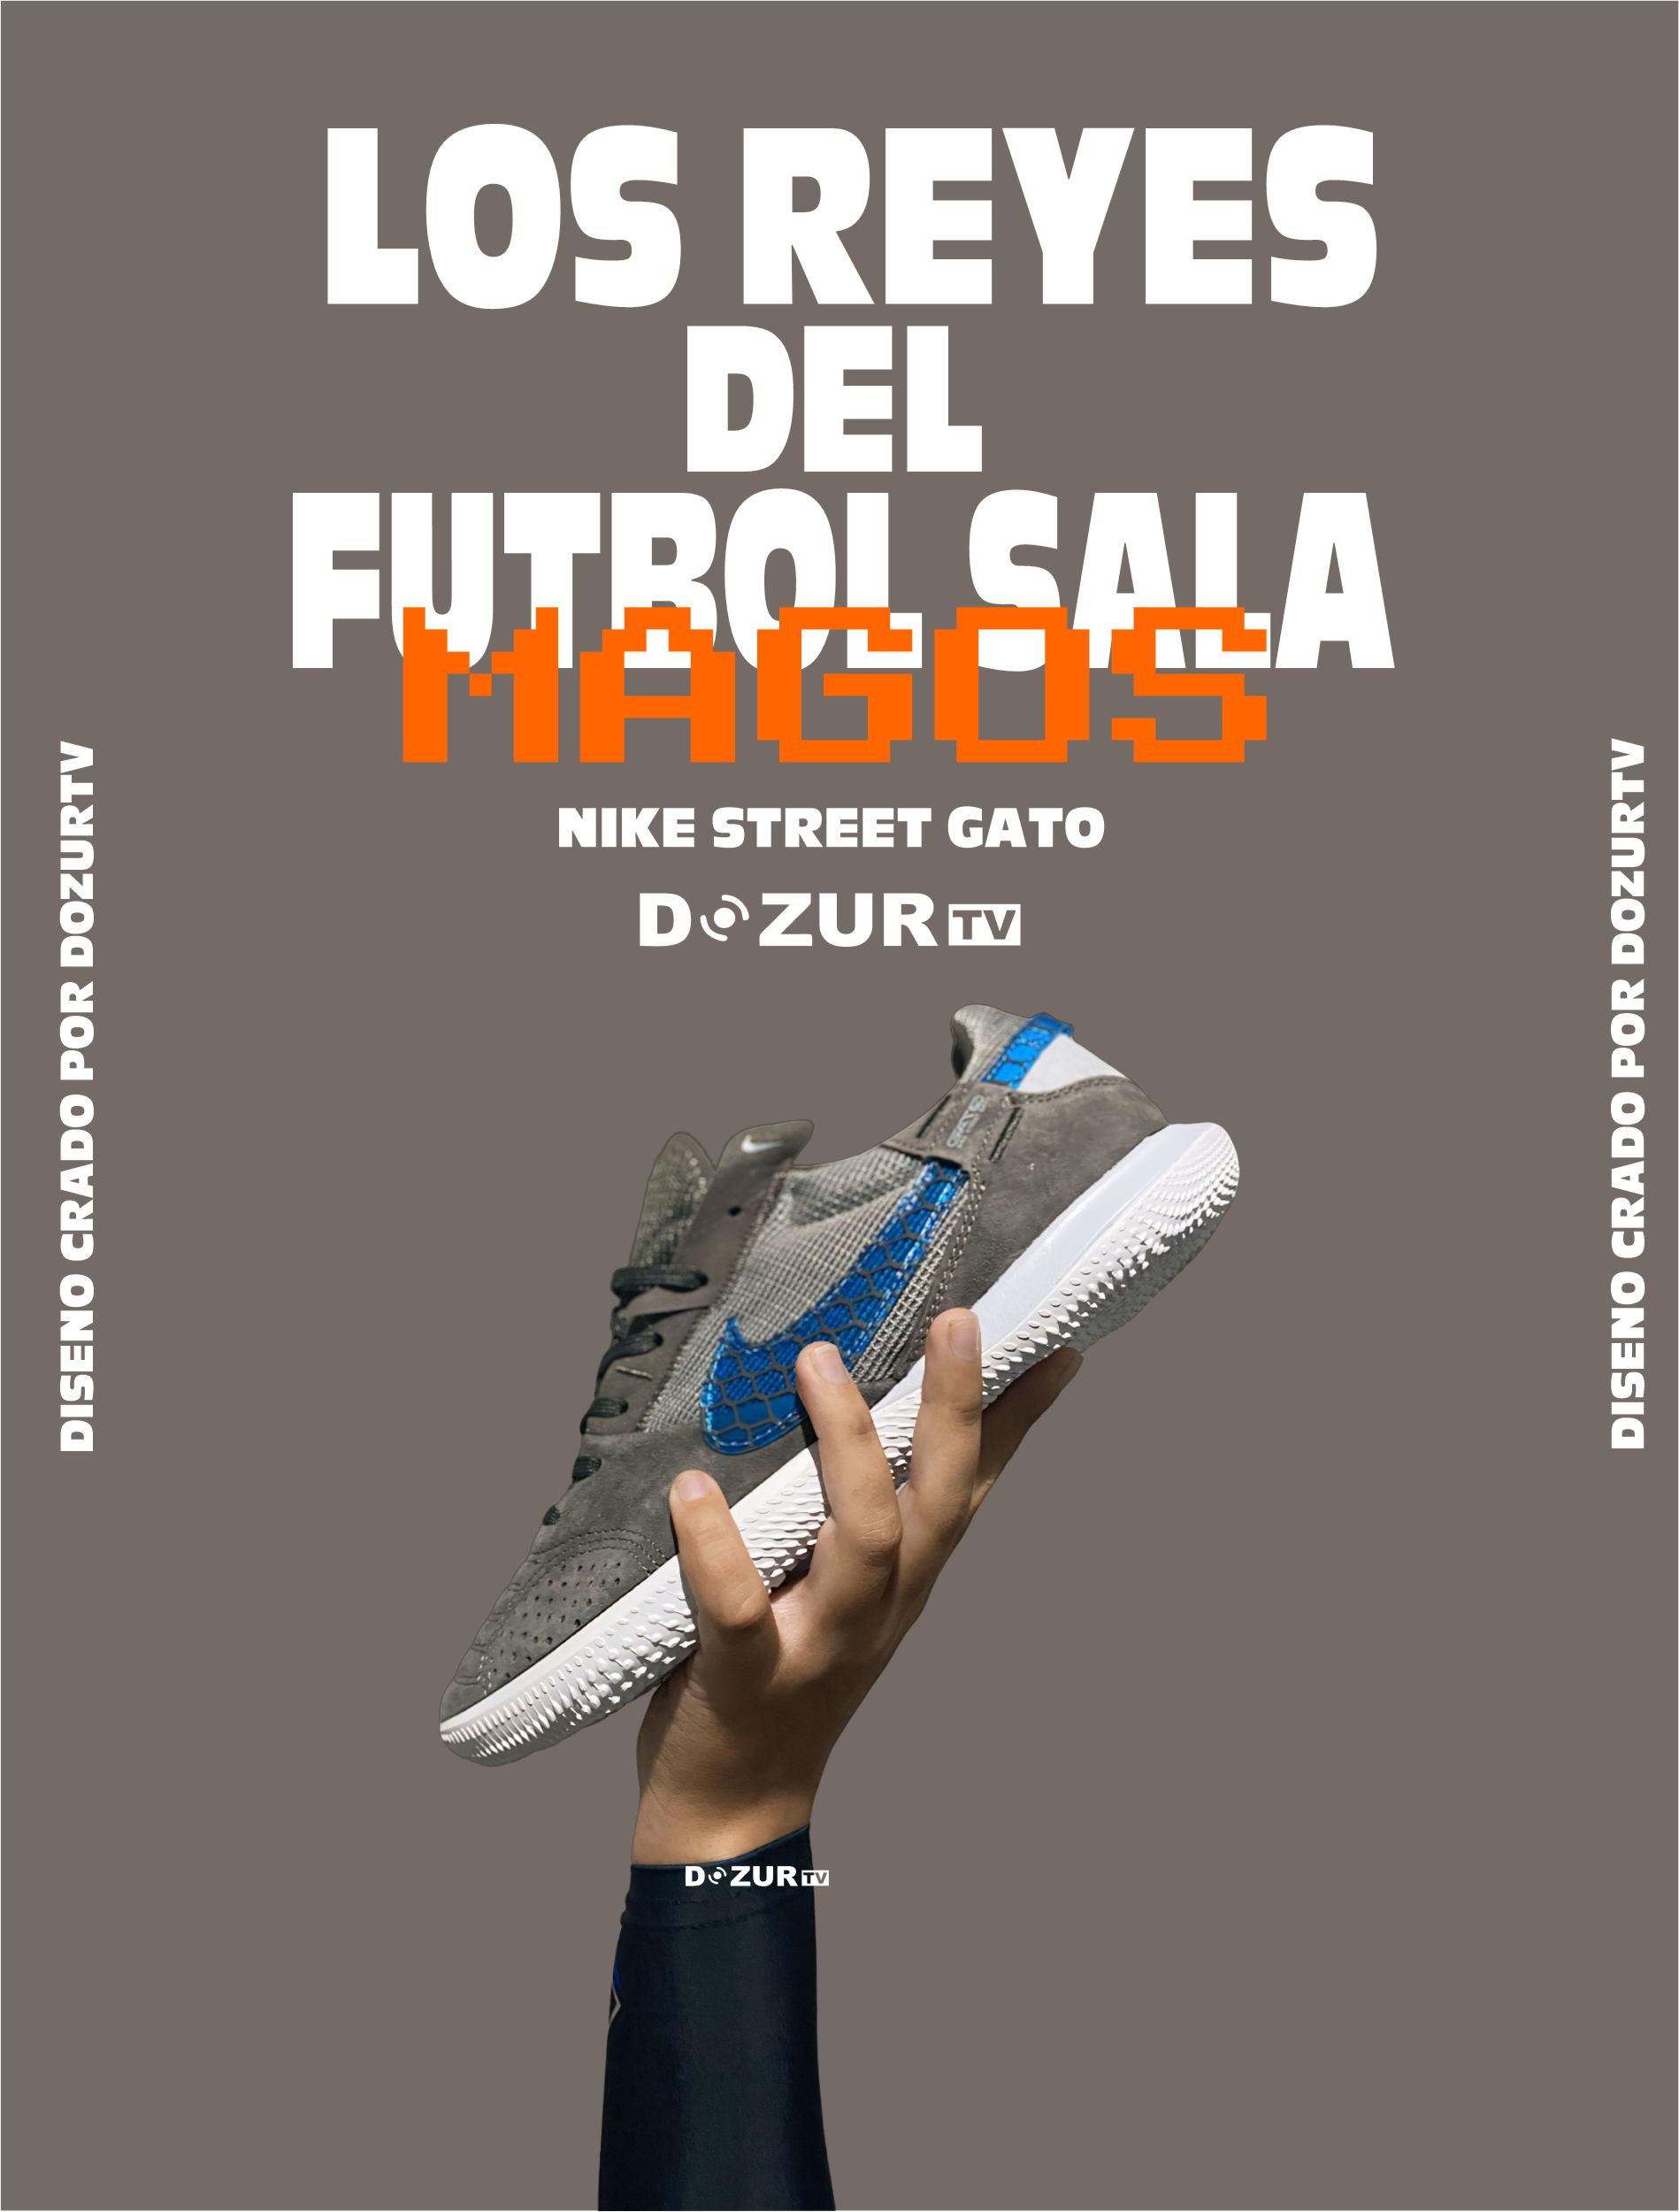 LOS REYES
DEL
FUTBOL SALA
MAGOS
NIKE STREET GATO
DOZUR TV
DISENO CRADO POR DOZURTV
DISENO CRADO POR DOZURTV
GATO
DOZUR TV